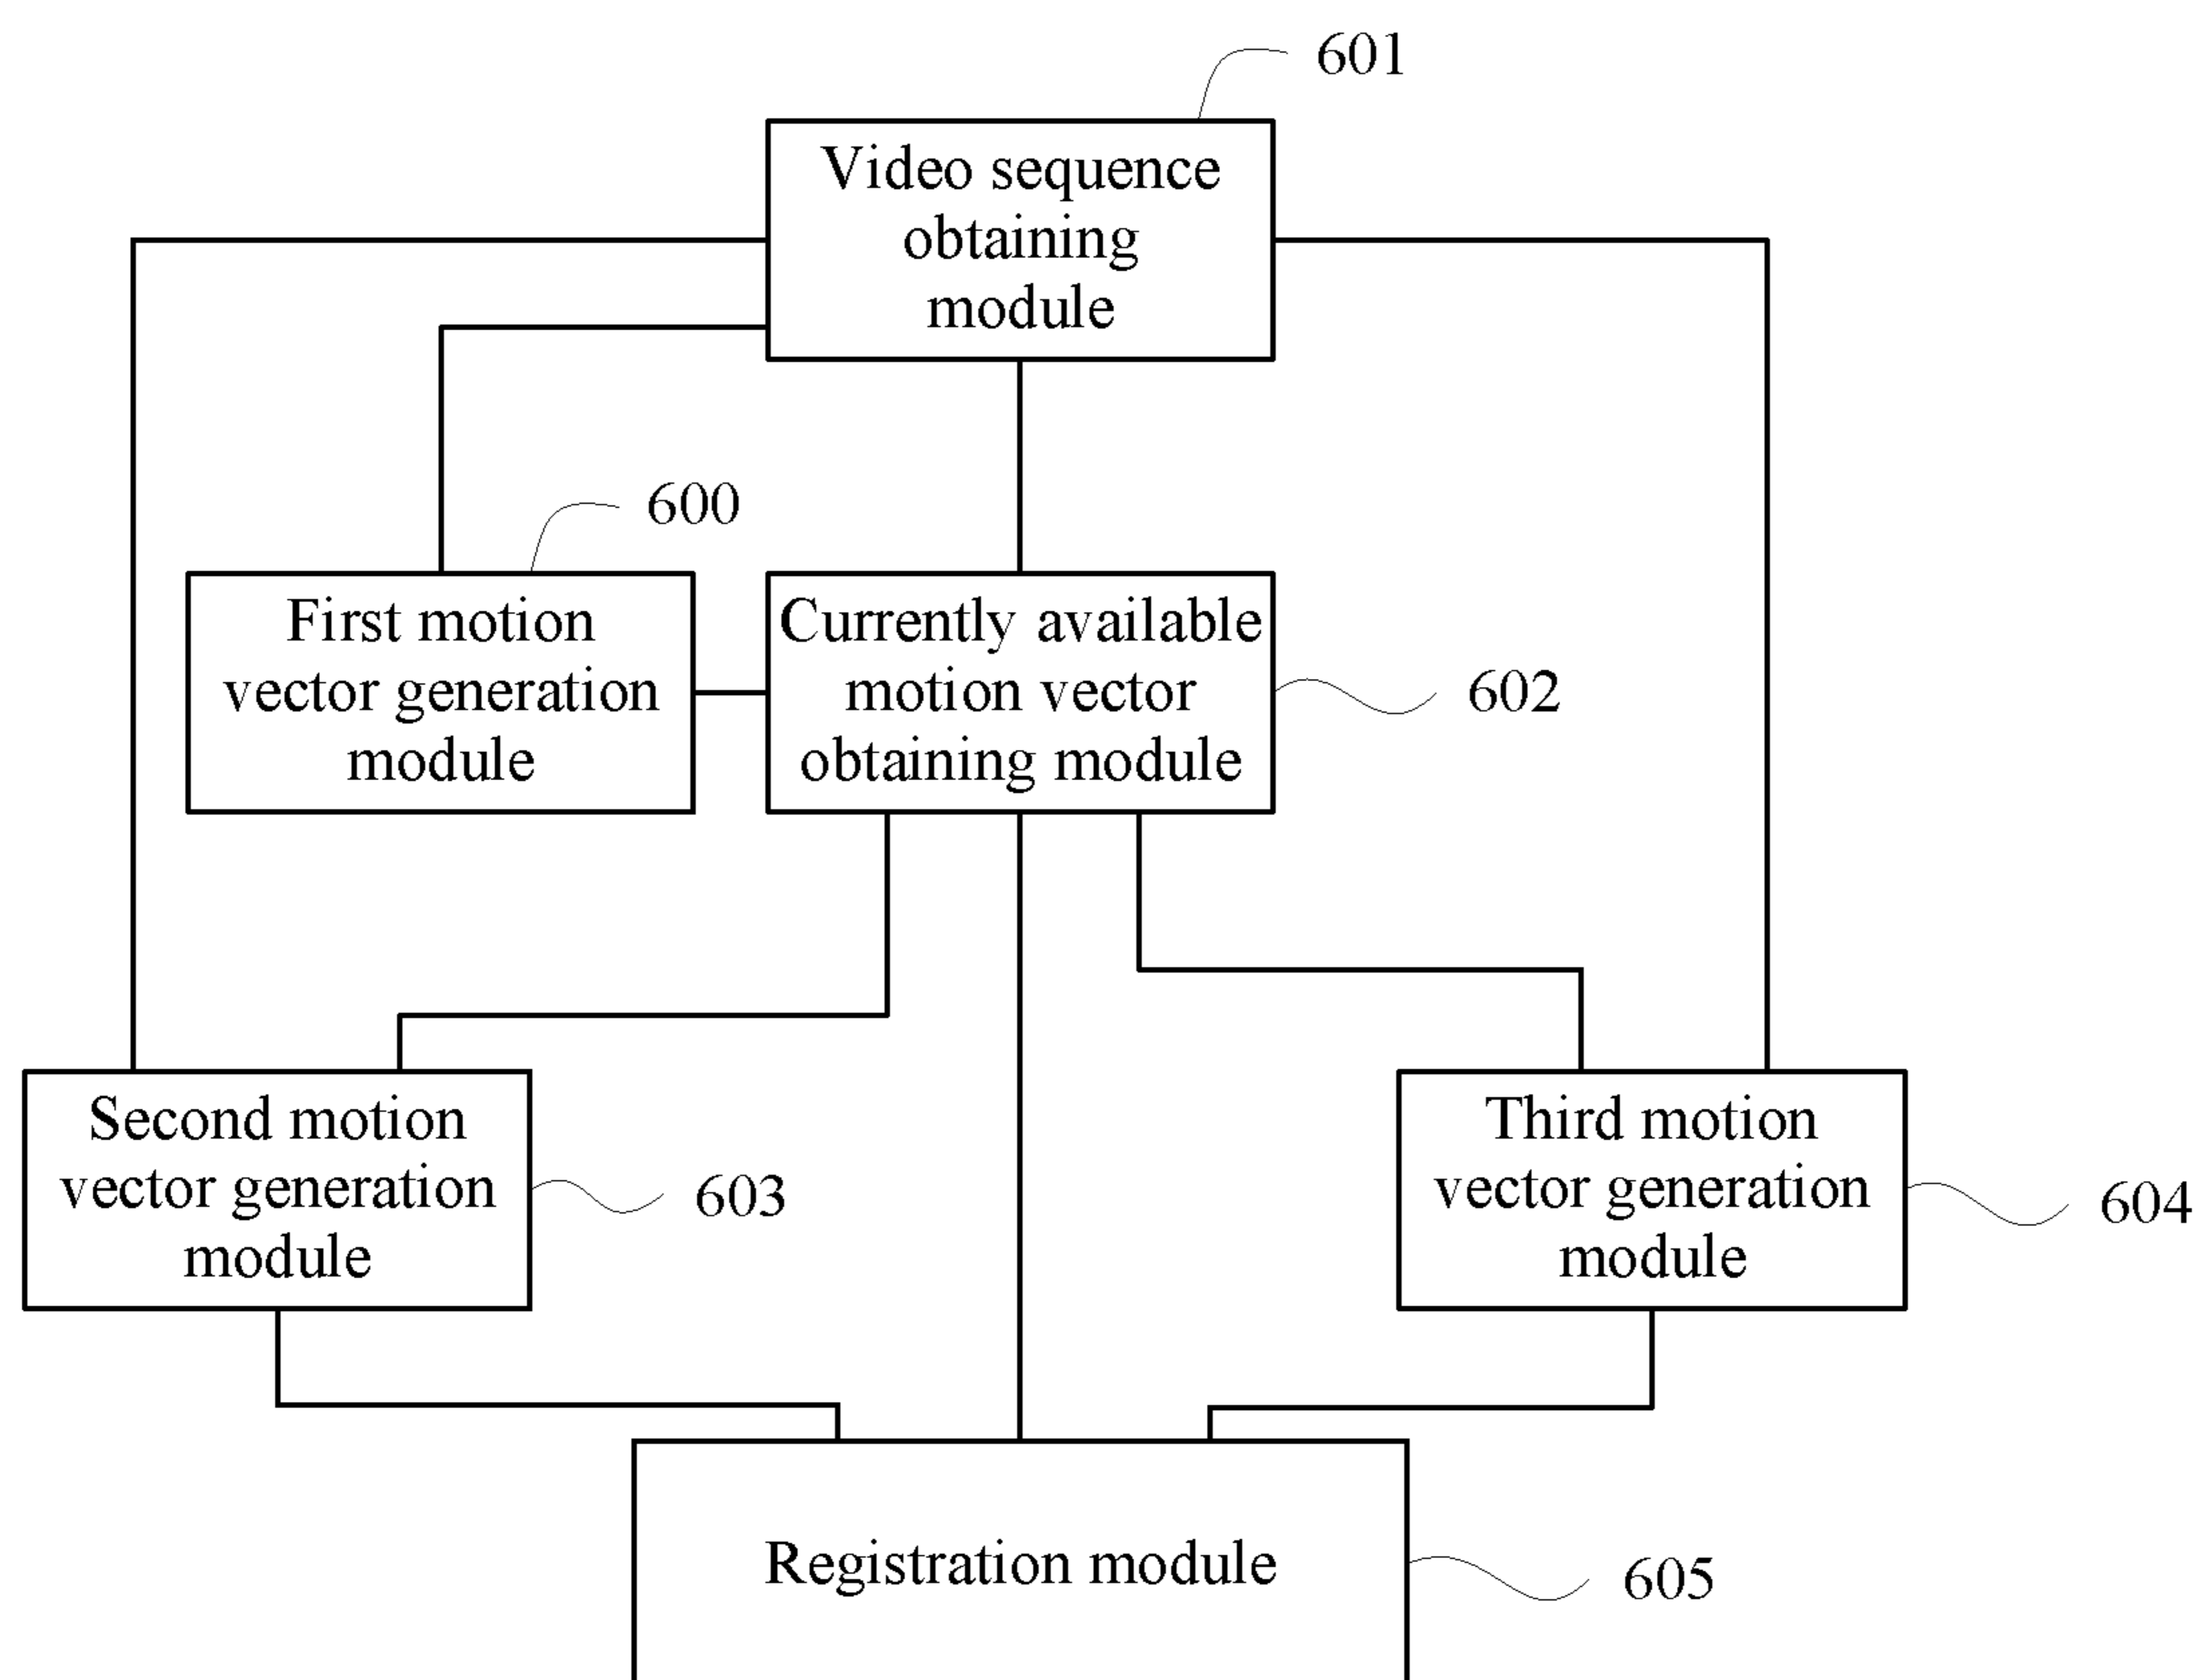 601
Video sequence
obtaining
module
600
First motion
vector generation
module
Currently available
motion vector
obtaining module
602
Second motion
vector generation
module
603
Third motion
vector generation
module
604
Registration module
605